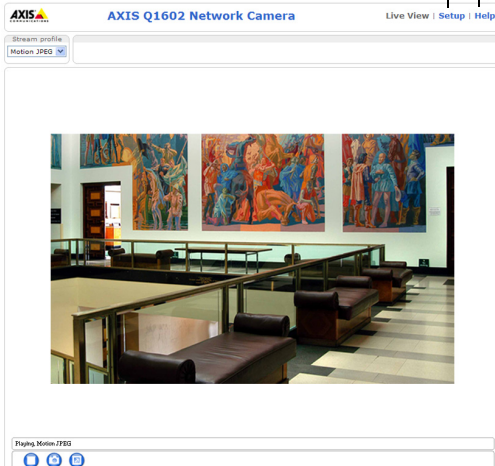 AXIS
COMMUNICATIONS
AXIS Q1602 Network Camera
Live View | Setup | Help
Stream profile
Motion JPEG
Playing, Motion JPEG